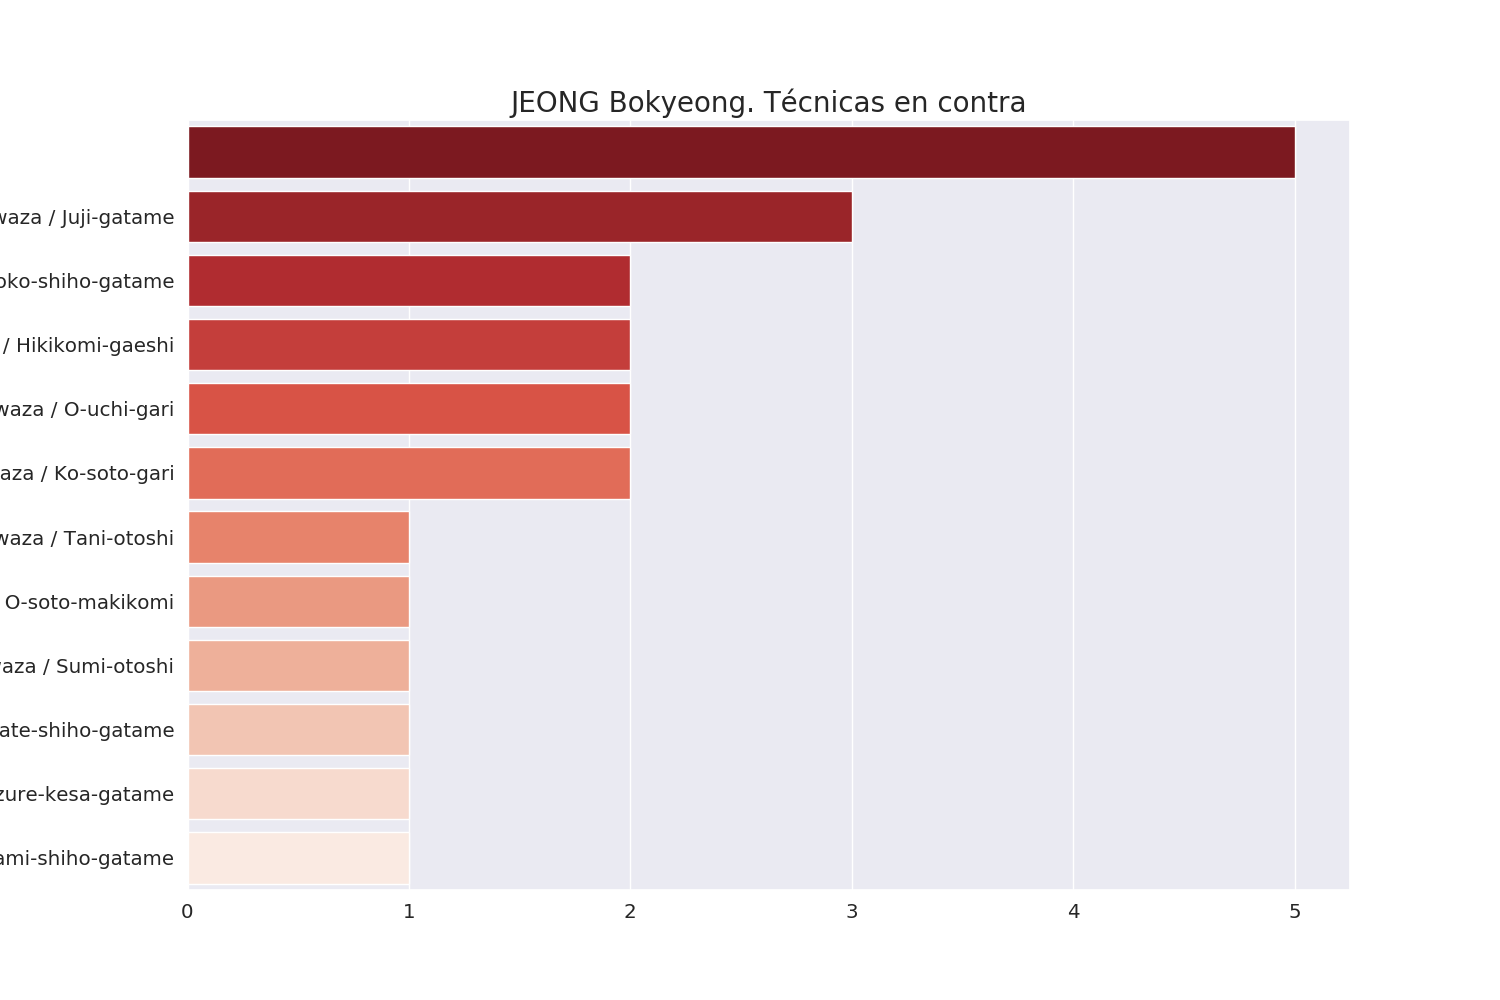 JEONG Bokyeong. Técnicas en contra
waza / Juji-gatame
oko-shiho-gatame
/ Hikikomi-gaeshi
waza / O-uchi-gari
aza / Ko-soto-gari
waza / Tani-otoshi
O-soto-makikomi
aza / Sumi-otoshi
ate-shiho-gatame
zure-kesa-gatame
ami-shiho-gatame
0 1 2 3 4 5